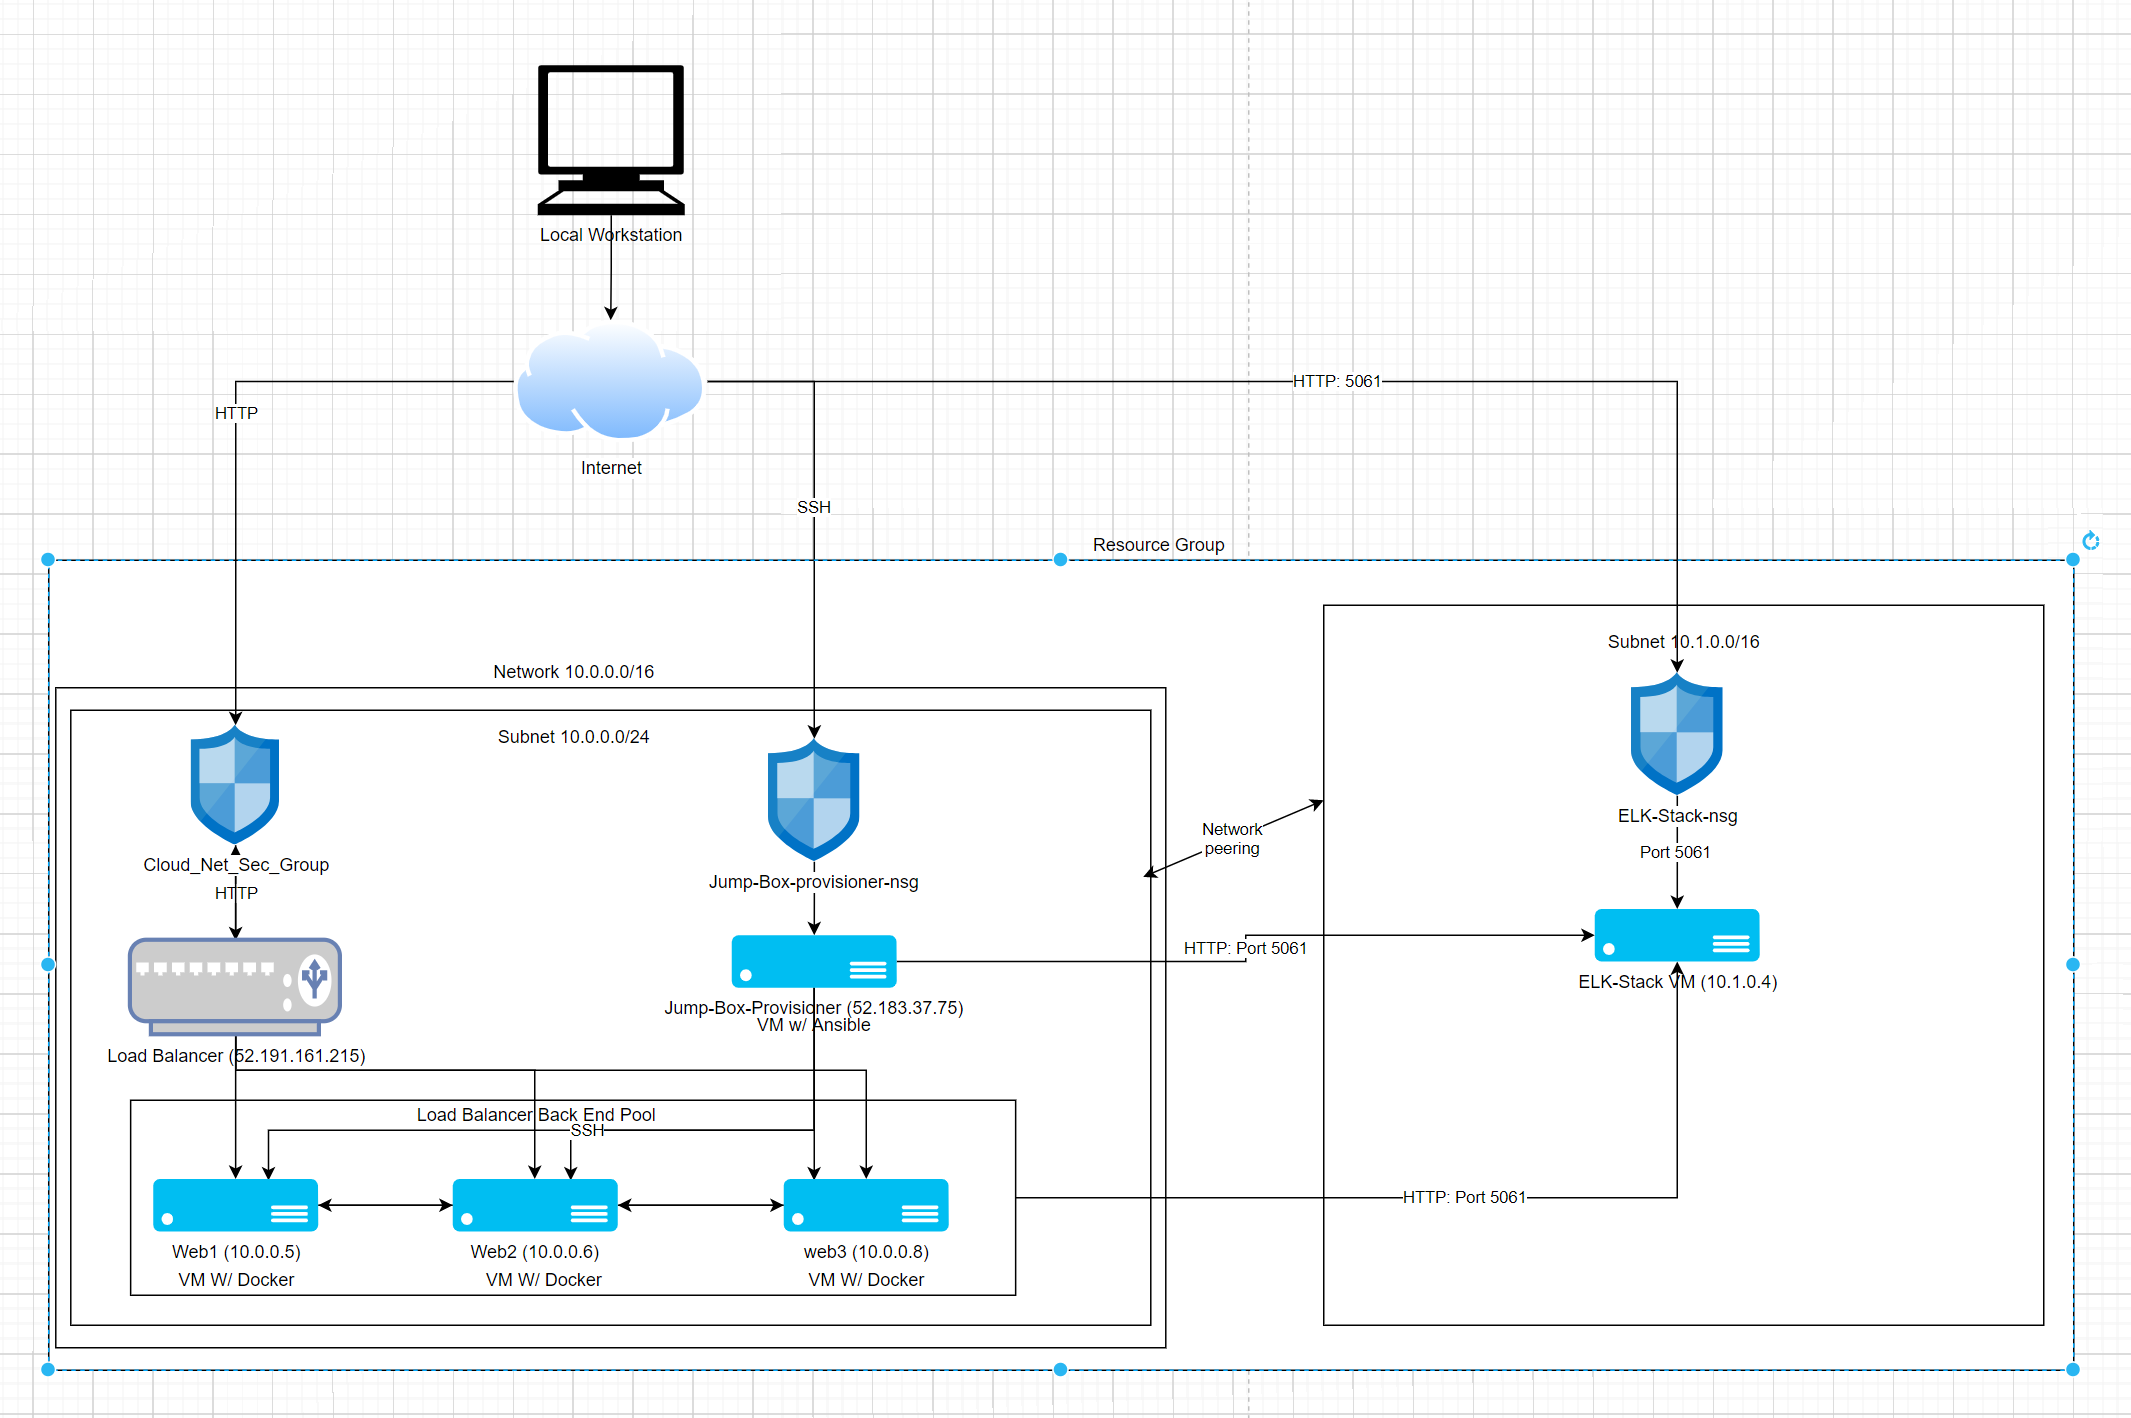 Local Workstation
HTTP: 5061
HTTP
Internet
SSH
Resource Group
Subnet 10.1.0.0/16
Network 10.0.0.0/16
Subnet 10.0.0.0/24
ELK-Stack-nsg
Network
peering
Port 5061
Cloud_Net_Sec_Group
Jump-Box-provisioner-nsg
HTTP
HTTP: Port 5061
ELK-Stack VM (10.1.0.4)
Jump-Box-Provisioner (52.183.37.75)
VM w/ Ansible
Load Balancer (52.191.161.215)
Load Balancer Back End Pool
SSH
HTTP: Port 5061
Web1 (10.0.0.5)
Web2 (10.0.0.6)
web3 (10.0.0.8)
VM W/ Docker
VM W/ Docker
VM W/ Docker